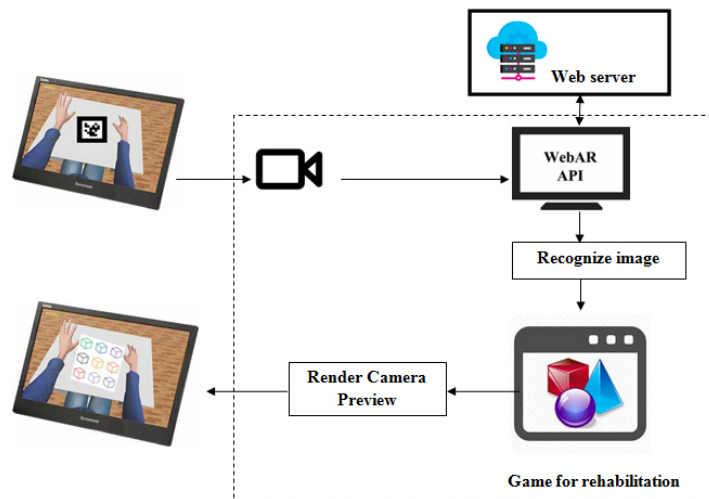 Web server
WebAR
API
Recognize image
Render Camera
Preview
Game for rehabilitation